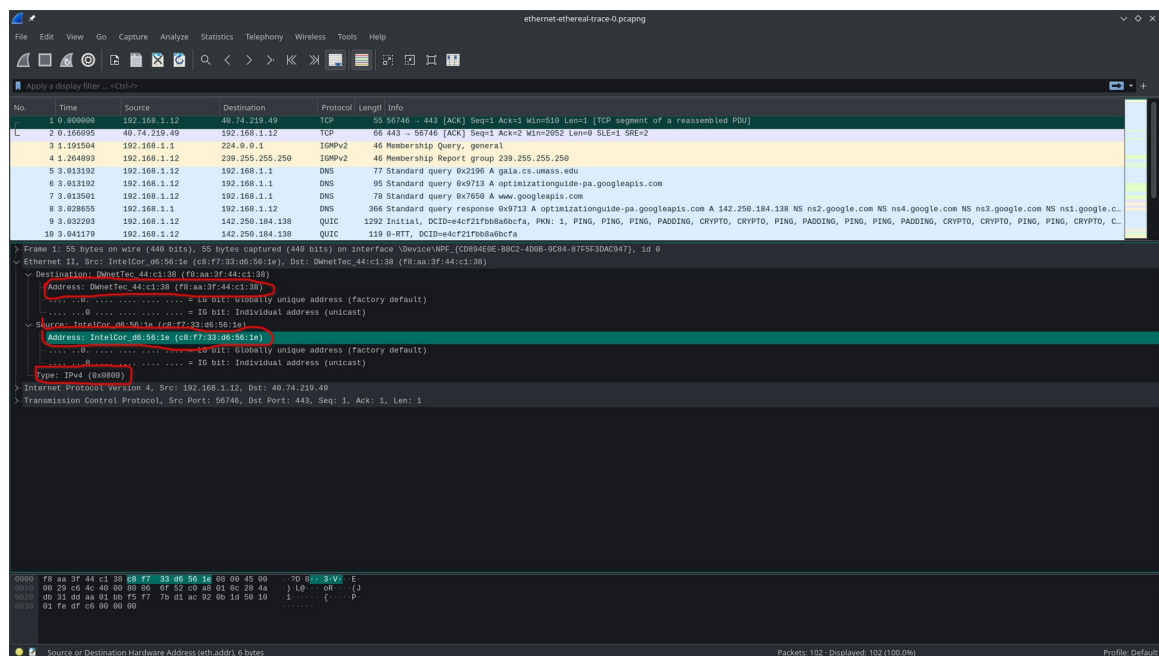 ethernet-ethereal-trace-0.pcapng
File Edit View Go Capture Analyze Statistics Telephony Wireless Tools Help
Apply a display filter ... <Ctrl-/>
No. Time Source Destination Protocol Lengtl Info
1 0.000000 192.168.1.12 40.74.219.49 TCP 55 56746 → 443 [ACK] Seq=1 Ack=1 Win=510 Len=1 [TCP segment of a reassembled PDU]
2 0.166095 40.74.219.49 192.168.1.12 TCP 66 443 → 56746 [ACK] Seq=1 Ack=2 Win=2052 Len=0 SLE=1 SRE=2
3 1.191504 192.168.1.1 224.0.0.1 IGMPv2 46 Membership Query, general
4 1.264893 192.168.1.12 239.255.255.250 IGMPv2 46 Membership Report group 239.255.255.250
5 3.013192 192.168.1.12 192.168.1.1 DNS 77 Standard query 0x2196 A gaia.cs.umass.edu
6 3.013192 192.168.1.12 192.168.1.1 DNS 95 Standard query 0x9713 A optimizationguide-pa.googleapis.com
7 3.013501 192.168.1.12 192.168.1.1 DNS 78 Standard query 0x7650 A www.googleapis.com
8 3.028655 192.168.1.1 192.168.1.12 DNS 366 Standard query response 0x9713 A optimizationguide-pa.googleapis.com A 142.250.184.138 NS ns2.google.com NS ns4.google.com NS ns3.google.com NS ns1.google.c…
9 3.032203 192.168.1.12 142.250.184.138 QUIC 1292 Initial, DCID=e4cf21fbb8a6bcfa, PKN: 1, PING, PING, PING, PADDING, CRYPTO, CRYPTO, PING, PADDING, PING, PING, PING, PADDING, CRYPTO, CRYPTO, PING, PING, CRYPTO, C…
10 3.041179 192.168.1.12 142.250.184.138 QUIC 119 0-RTT, DCID=e4cf21fbb8a6bcfa
Frame 1: 55 bytes on wire (440 bits), 55 bytes captured (440 bits) on interface \Device\NPF_{CD894E0E-B8C2-4D0B-9C84-87F5F3DAC947}, id 0
Ethernet II, Src: IntelCor_d6:56:1e (c8:f7:33:d6:56:1e), Dst: DWnetTec_44:c1:38 (f8:aa:3f:44:c1:38)
Destination: DWnetTec_44:c1:38 (f8:aa:3f:44:c1:38)
Address: DWnetTec_44:c1:38 (f8:aa:3f:44:c1:38)
.... ..0. .... .... .... .... = LG bit: Globally unique address (factory default)
.... ...0 .... .... .... .... = IG bit: Individual address (unicast)
Source: IntelCor_d6:56:1e (c8:f7:33:d6:56:1e)
Address: IntelCor_d6:56:1e (c8:f7:33:d6:56:1e)
.... ..0. .... .... .... .... = LG bit: Globally unique address (factory default)
.... ...0 .... .... .... .... = IG bit: Individual address (unicast)
Type: IPv4 (0x0800)
Internet Protocol Version 4, Src: 192.168.1.12, Dst: 40.74.219.49
Transmission Control Protocol, Src Port: 56746, Dst Port: 443, Seq: 1, Ack: 1, Len: 1
0000 f8 aa 3f 44 c1 38 c8 f7 33 d6 56 1e 08 00 45 00 ··?D·8·· 3·V···E·
0010 00 29 c6 4c 40 00 80 06 6f 52 c0 a8 01 0c 28 4a ·)·L@··· oR····(J
0020 db 31 dd aa 01 bb f5 f7 7b d1 ac 92 0b 1d 50 10 ·1······ {·····P·
0030 01 fe df c6 00 00 00 ·······
Source or Destination Hardware Address (eth.addr), 6 bytes
Packets: 102 · Displayed: 102 (100.0%)
Profile: Default